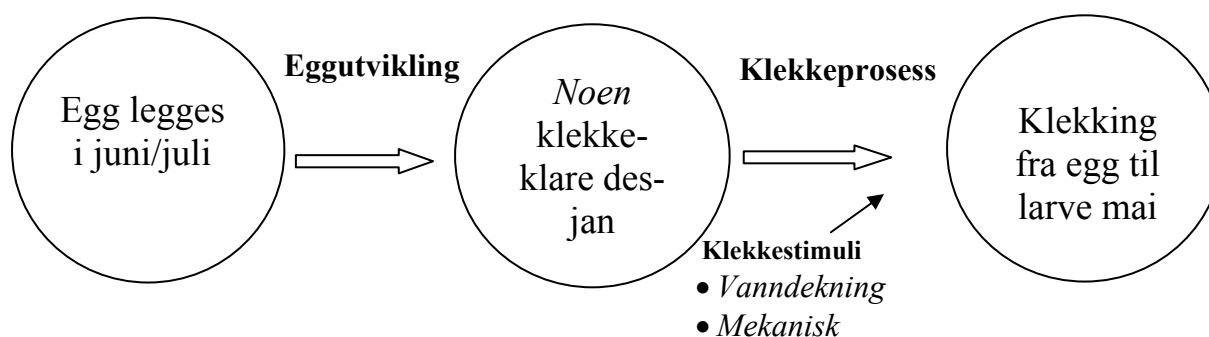 Egg legges
i juni/juli
Eggutvikling
Noen
klekke-
klare des-
jan
Klekkeprosess
Klekkestimuli
• Vanndekning
• Mekanisk
Klekking
fra egg til
larve mai